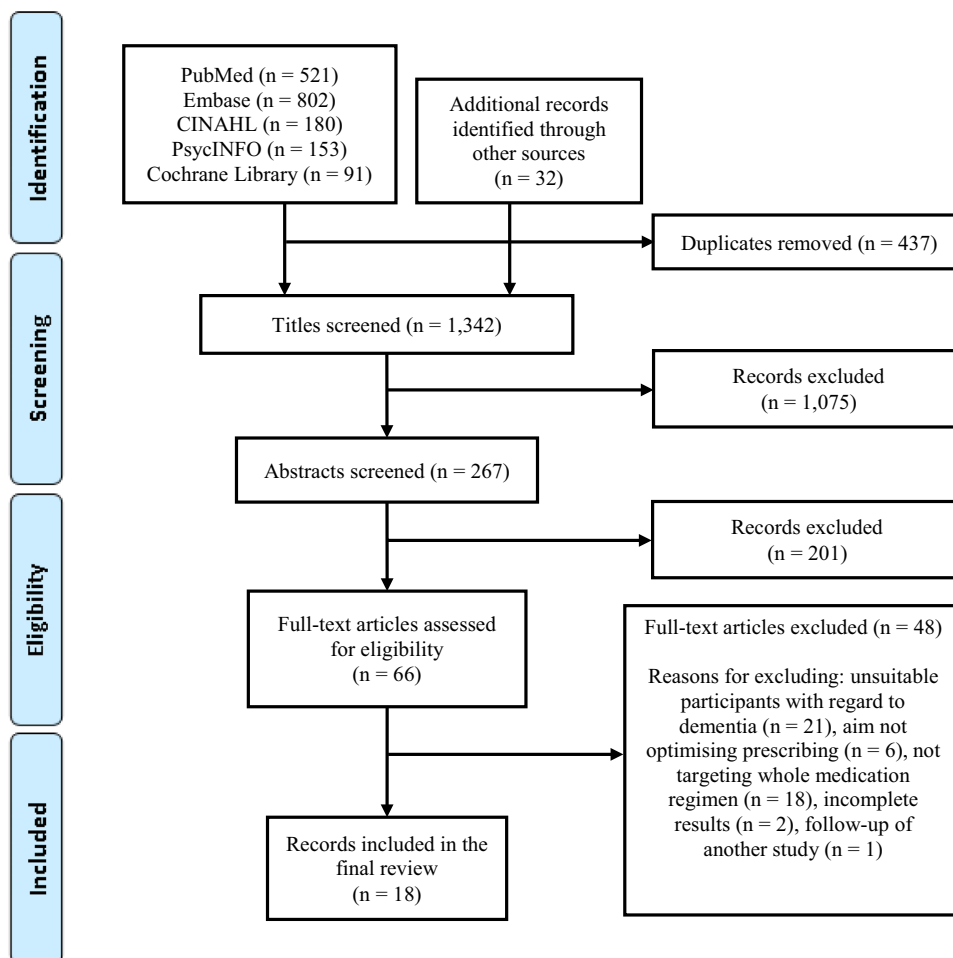 Identification
PubMed (n = 521)
Embase (n = 802)
CINAHL (n = 180)
PsycINFO (n = 153)
Cochrane Library (n = 91)
Additional records
identified through
other sources
(n = 32)
Duplicates removed (n = 437)
Screening
Titles screened (n = 1,342)
Records excluded
(n = 1,075)
Abstracts screened (n = 267)
Eligibility
Records excluded
(n = 201)
Full-text articles assessed
for eligibility
(n = 66)
Full-text articles excluded (n = 48)
Reasons for excluding: unsuitable
participants with regard to
dementia (n = 21), aim not
optimising prescribing (n = 6), not
targeting whole medication
regimen (n = 18), incomplete
results (n = 2), follow-up of
another study (n = 1)
Included
Records included in the
final review
(n = 18)